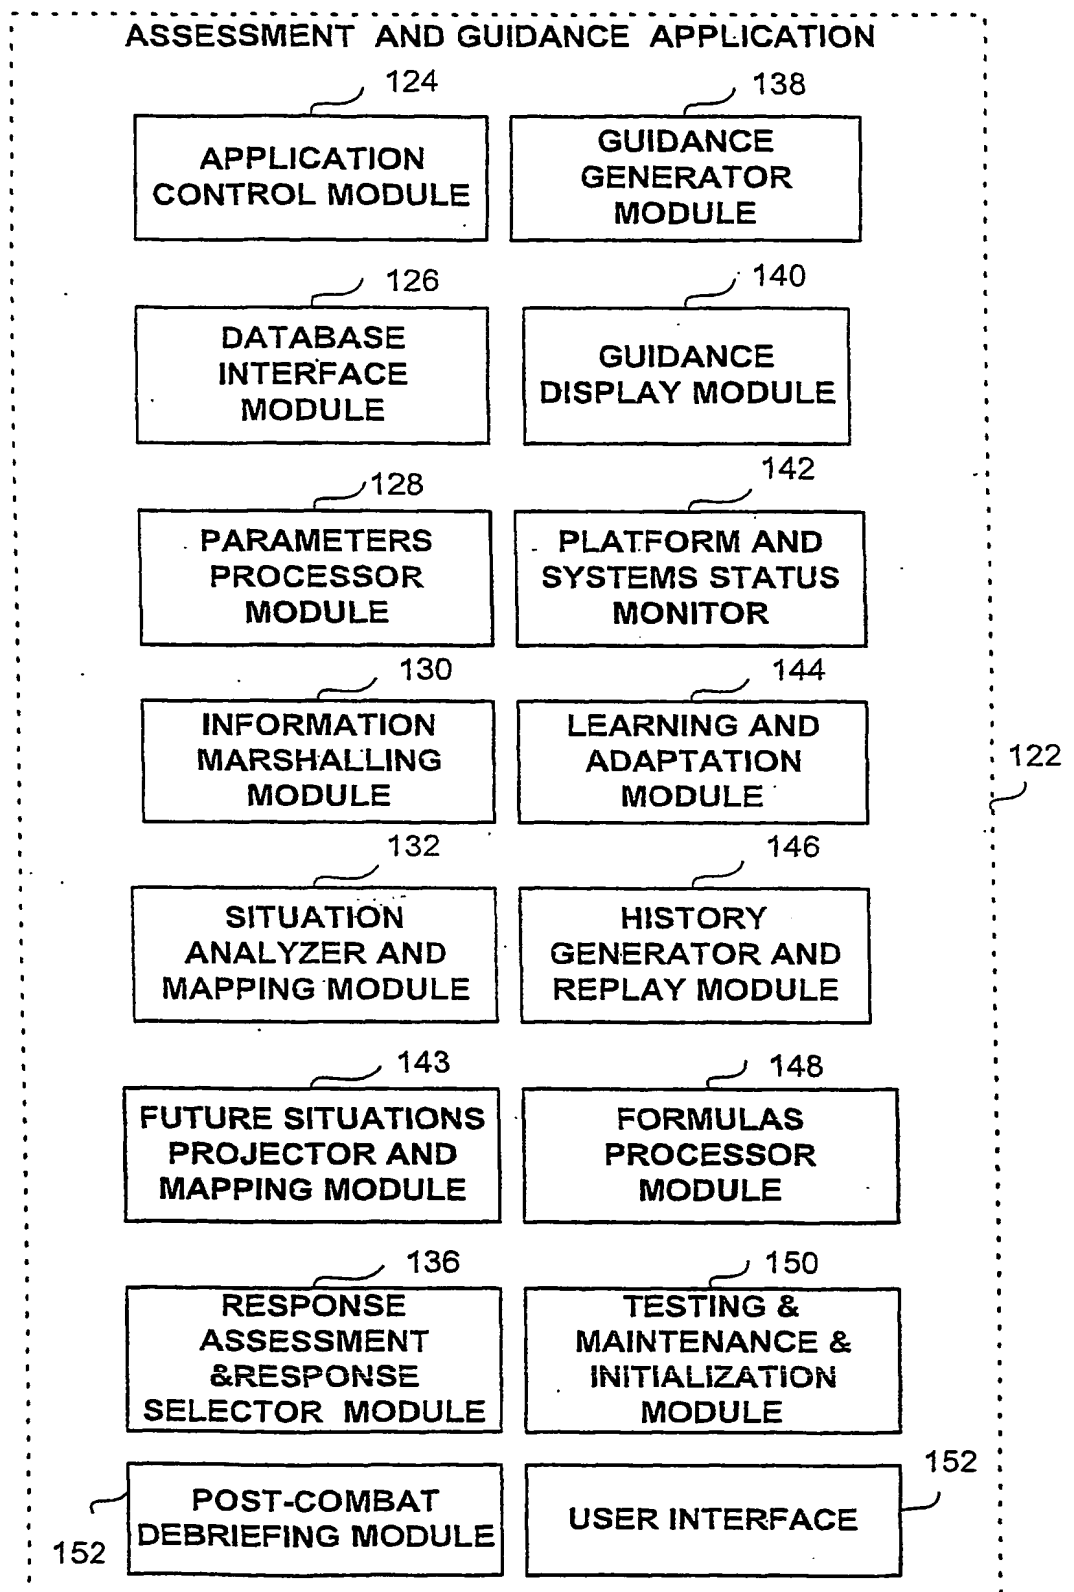 ASSESSMENT AND GUIDANCE APPLICATION
124
APPLICATION
CONTROL MODULE
138
GUIDANCE
GENERATOR
MODULE
126
DATABASE
INTERFACE
MODULE
140
GUIDANCE
DISPLAY MODULE
128
PARAMETERS
PROCESSOR
MODULE
142
PLATFORM AND
SYSTEMS STATUS
MONITOR
130
INFORMATION
MARSHALLING
MODULE
144
LEARNING AND
ADAPTATION
MODULE
122
132
SITUATION
ANALYZER AND
MAPPING MODULE
146
HISTORY
GENERATOR AND
REPLAY MODULE
143
FUTURE SITUATIONS
PROJECTOR AND
MAPPING MODULE
148
FORMULAS
PROCESSOR
MODULE
136
RESPONSE
ASSESSMENT
&RESPONSE
SELECTOR MODULE
150
TESTING &
MAINTENANCE &
INITIALIZATION
MODULE
152
POST-COMBAT
DEBRIEFING MODULE
152
USER INTERFACE